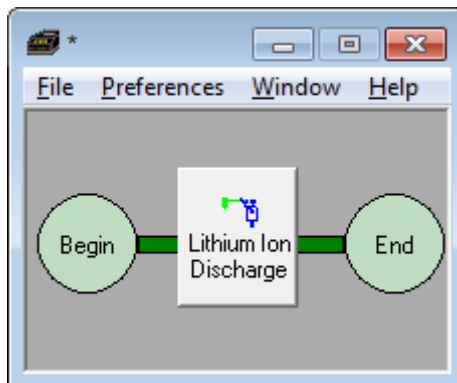 *
File Preferences Window Help
Begin
Lithium Ion
Discharge
End